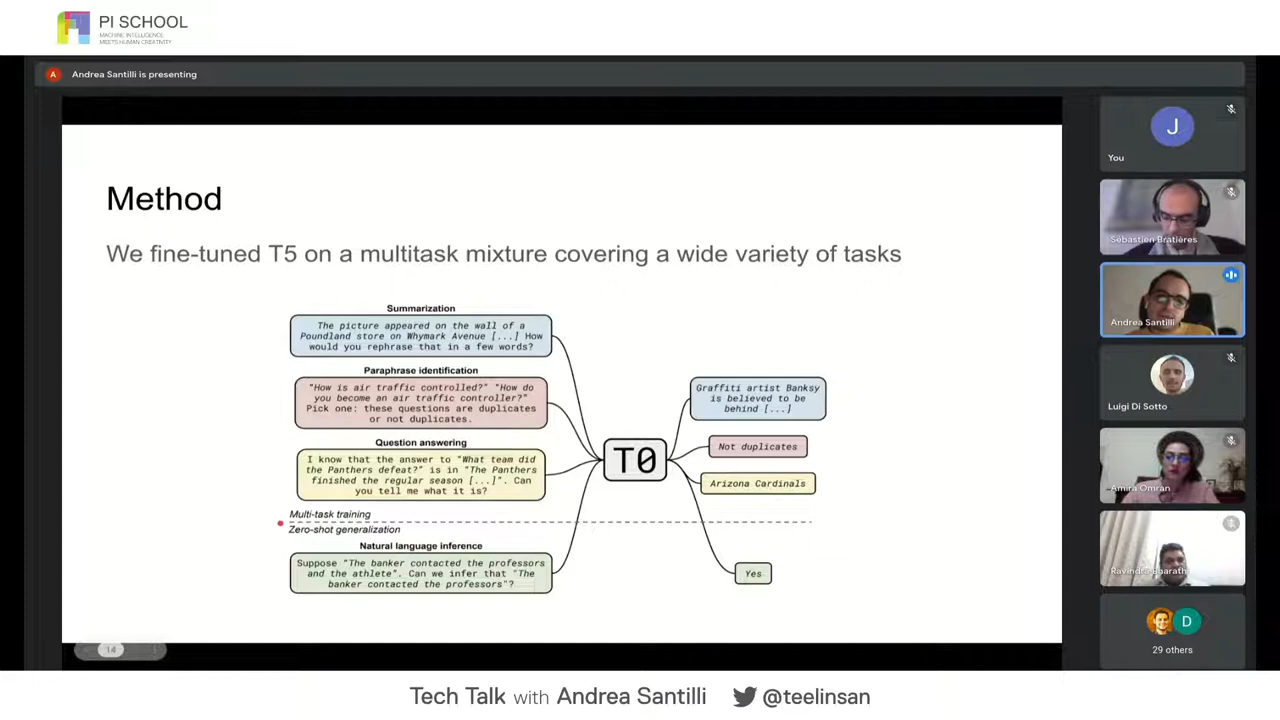 PI SCHOOL
MACHINE INTELLIGENCE
MEETS HUMAN CREATIVITY
A
Andrea Santilli is presenting
Method
We fine-tuned T5 on a multitask mixture covering a wide variety of tasks
Summarization
The picture appeared on the wall of a
Poundland store on Whymark Avenue [...] How
would you rephrase that in a few words?
Paraphrase identification
"How is air traffic controlled?" "How do
you become an air traffic controller?"
Pick one: these questions are duplicates
or not duplicates.
Question answering
I know that the answer to "What team did
the Panthers defeat?" is in "The Panthers
finished the regular season [...]". Can
you tell me what it is?
Multi-task training
Zero-shot generalization
Natural language inference
Suppose "The banker contacted the professors
and the athlete". Can we infer that "The
banker contacted the professors"?
T0
Graffiti artist Banksy
is believed to be
behind [...]
Not duplicates
Arizona Cardinals
Yes
14
J
You
Sébastien Bratières
Andrea Santilli
Luigi Di Sotto
Amira Omran
Ravindra Bharath
D
29 others
Tech Talk with Andrea Santilli
@teelinsan